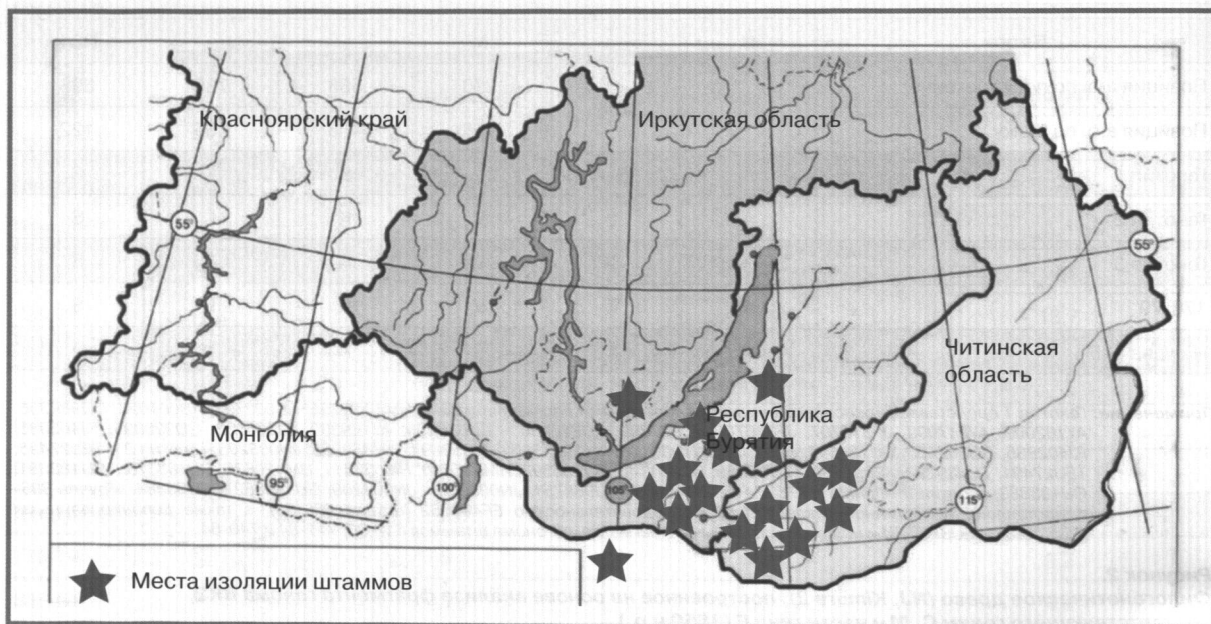 Красноярский край
Иркутская область
55°
55°
Читинская
область
Республика
Бурятия
Монголия
95°
100°
105°
115°
Места изоляции штаммов